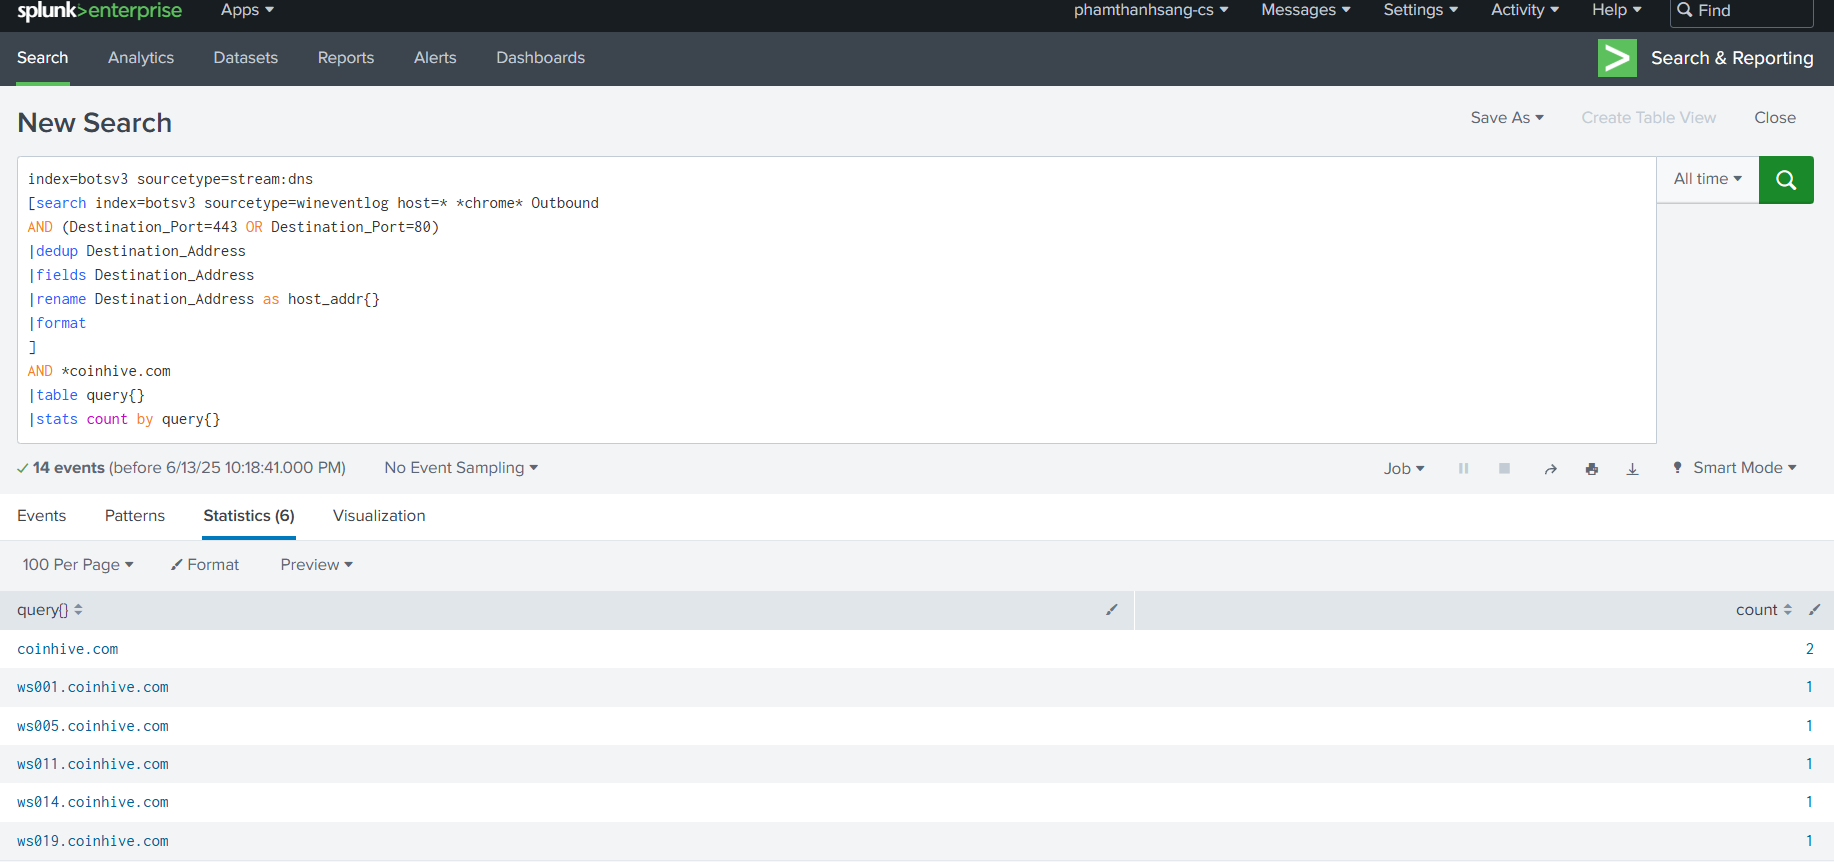 splunk>enterprise Apps phamthanhsang-cs Messages Settings Activity Help Find
Search Analytics Datasets Reports Alerts Dashboards Search & Reporting
New Search Save As Create Table View Close
index=botsv3 sourcetype=stream:dns All time
[search index=botsv3 sourcetype=wineventlog host=* *chrome* Outbound
AND (Destination_Port=443 OR Destination_Port=80)
|dedup Destination_Address
|fields Destination_Address
|rename Destination_Address as host_addr{}
|format
]
AND *coinhive.com
|table query{}
|stats count by query{}
14 events (before 6/13/25 10:18:41.000 PM) No Event Sampling Job Smart Mode
Events Patterns Statistics (6) Visualization
100 Per Page Format Preview
query{} count
coinhive.com 2
ws001.coinhive.com 1
ws005.coinhive.com 1
ws011.coinhive.com 1
ws014.coinhive.com 1
ws019.coinhive.com 1